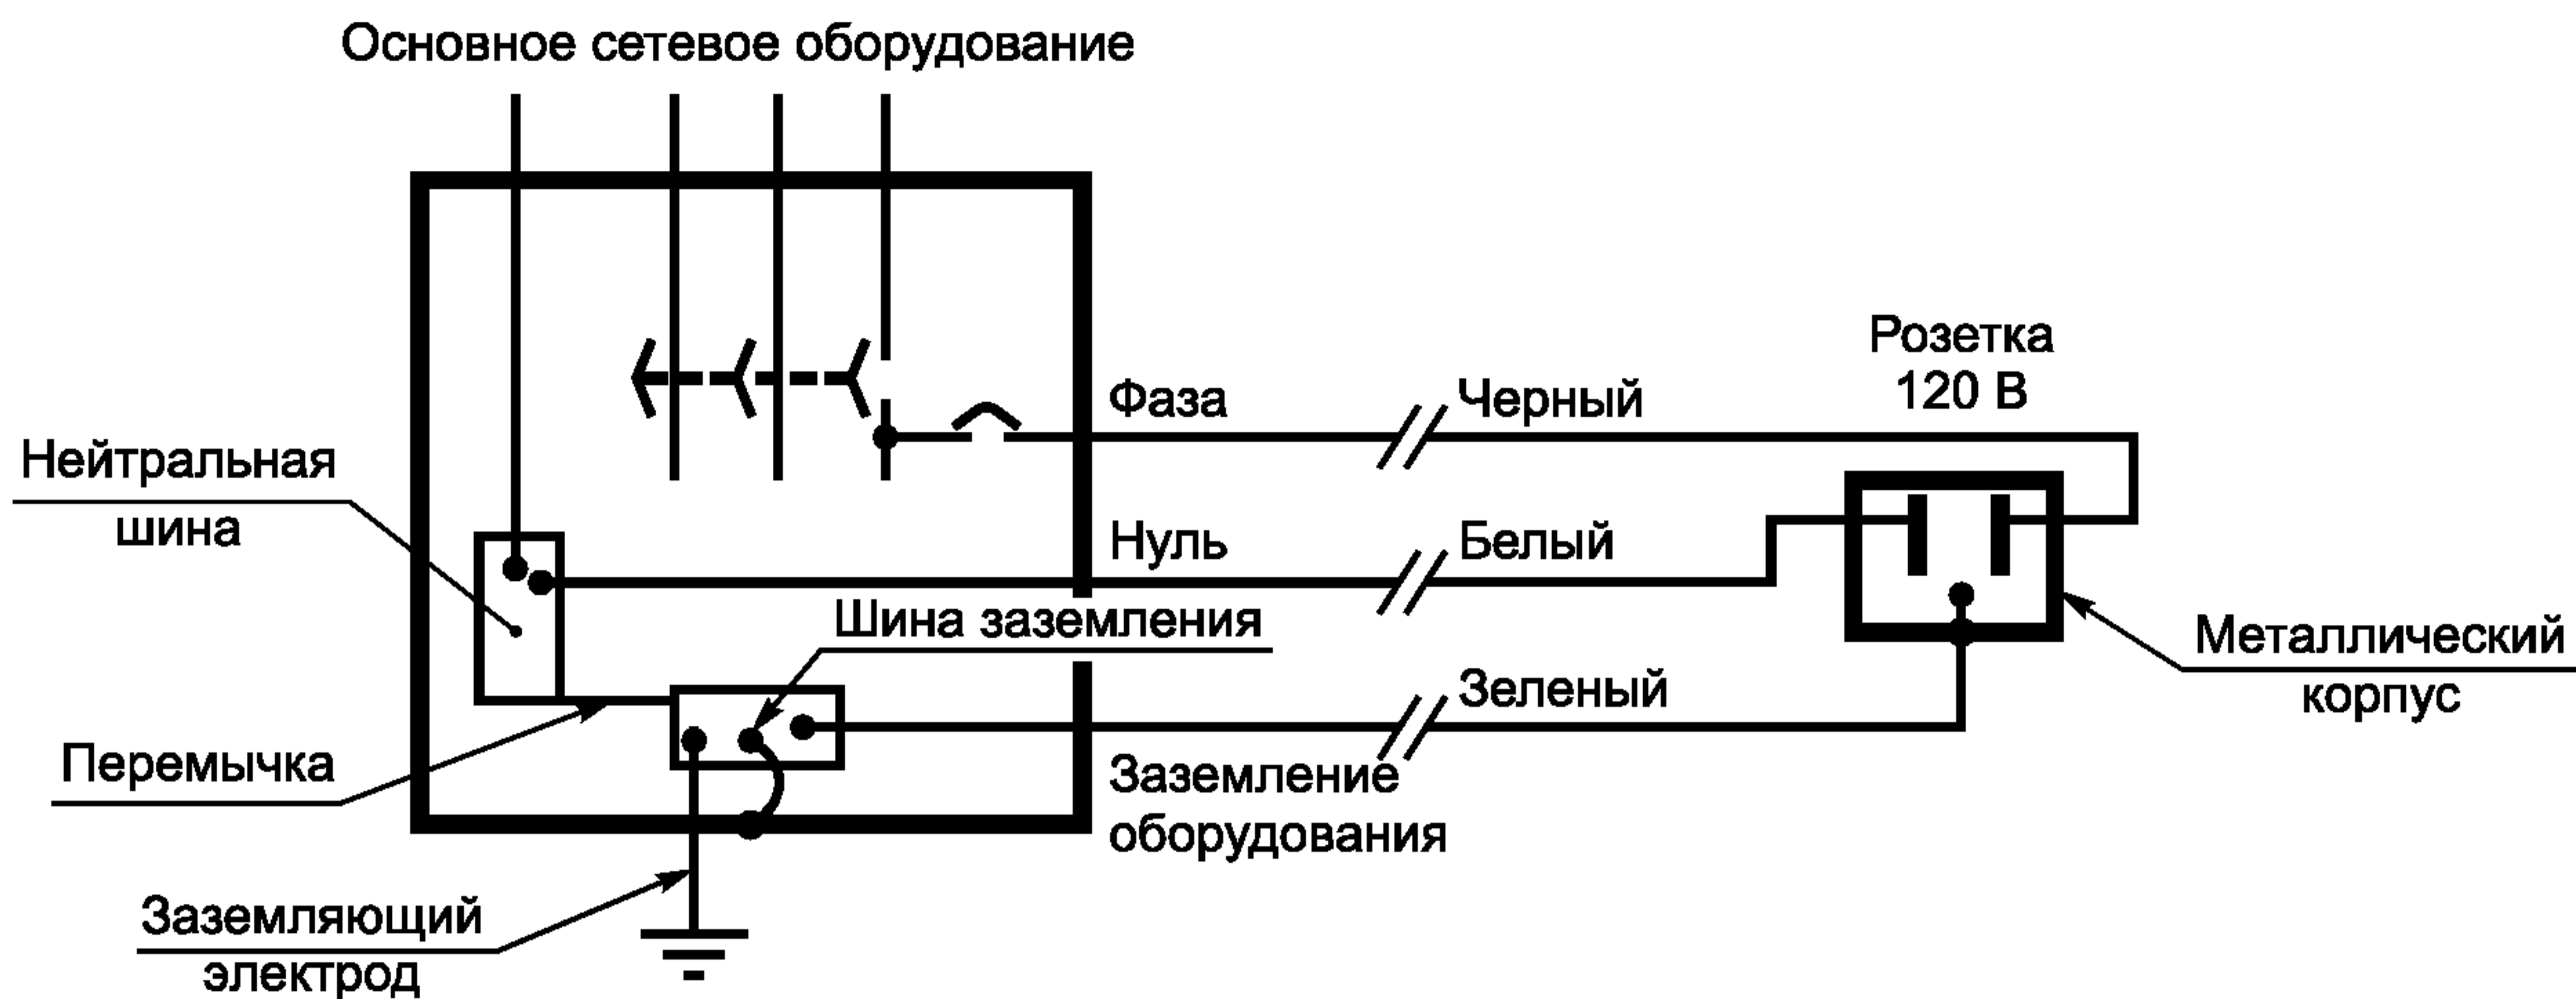 Основное сетевое оборудование
Розетка
120 В
Фаза
Черный
Нейтральная
шина
Нуль
Белый
Шина заземления
Металлический
корпус
Зеленый
Перемычка
Заземление
оборудования
Заземляющий
электрод